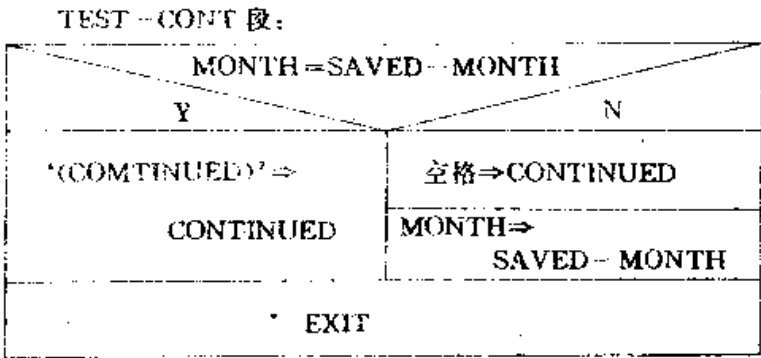 TEST-CONT 段：
MONTH=SAVED-MONTH
Y N
'(COMTINUED)'⇒ 空格⇒CONTINUED
CONTINUED MONTH⇒
SAVED-MONTH
EXIT